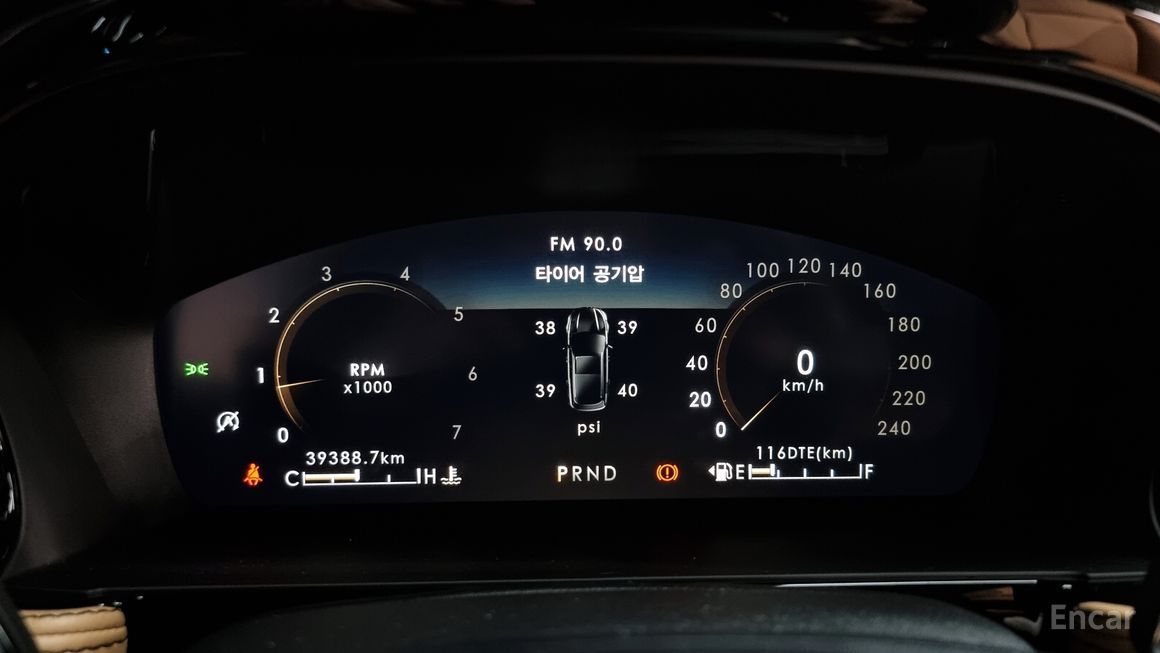 FM 90.0
타이어 공기압
38 39
39 40
psi
0 1 2 3 4 5 6 7
RPM
x1000
0 20 40 60 80 100 120 140 160 180 200 220 240
0
km/h
39388.7km
C H
PRND
116DTE(km)
E F
Encar